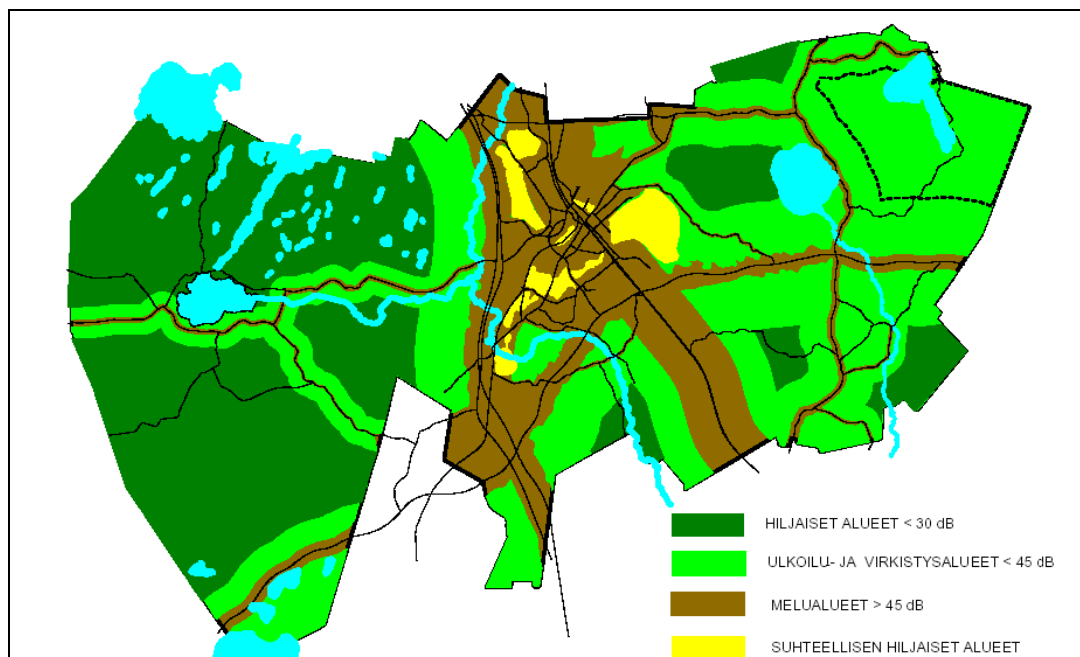 HILJAISET ALUEET < 30 dB
ULKOILU- JA VIRKISTYSALUEET < 45 dB
MELUALUEET > 45 dB
SUHTEELLISEN HILJAISET ALUEET